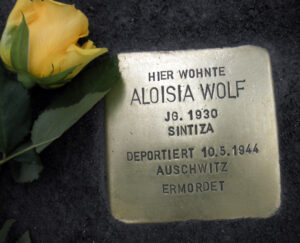 HIER WOHNTE
ALOISIA WOLF
JG. 1930
SINTIZA
DEPORTIERT 10.5.1944
AUSCHWITZ
ERMORDET